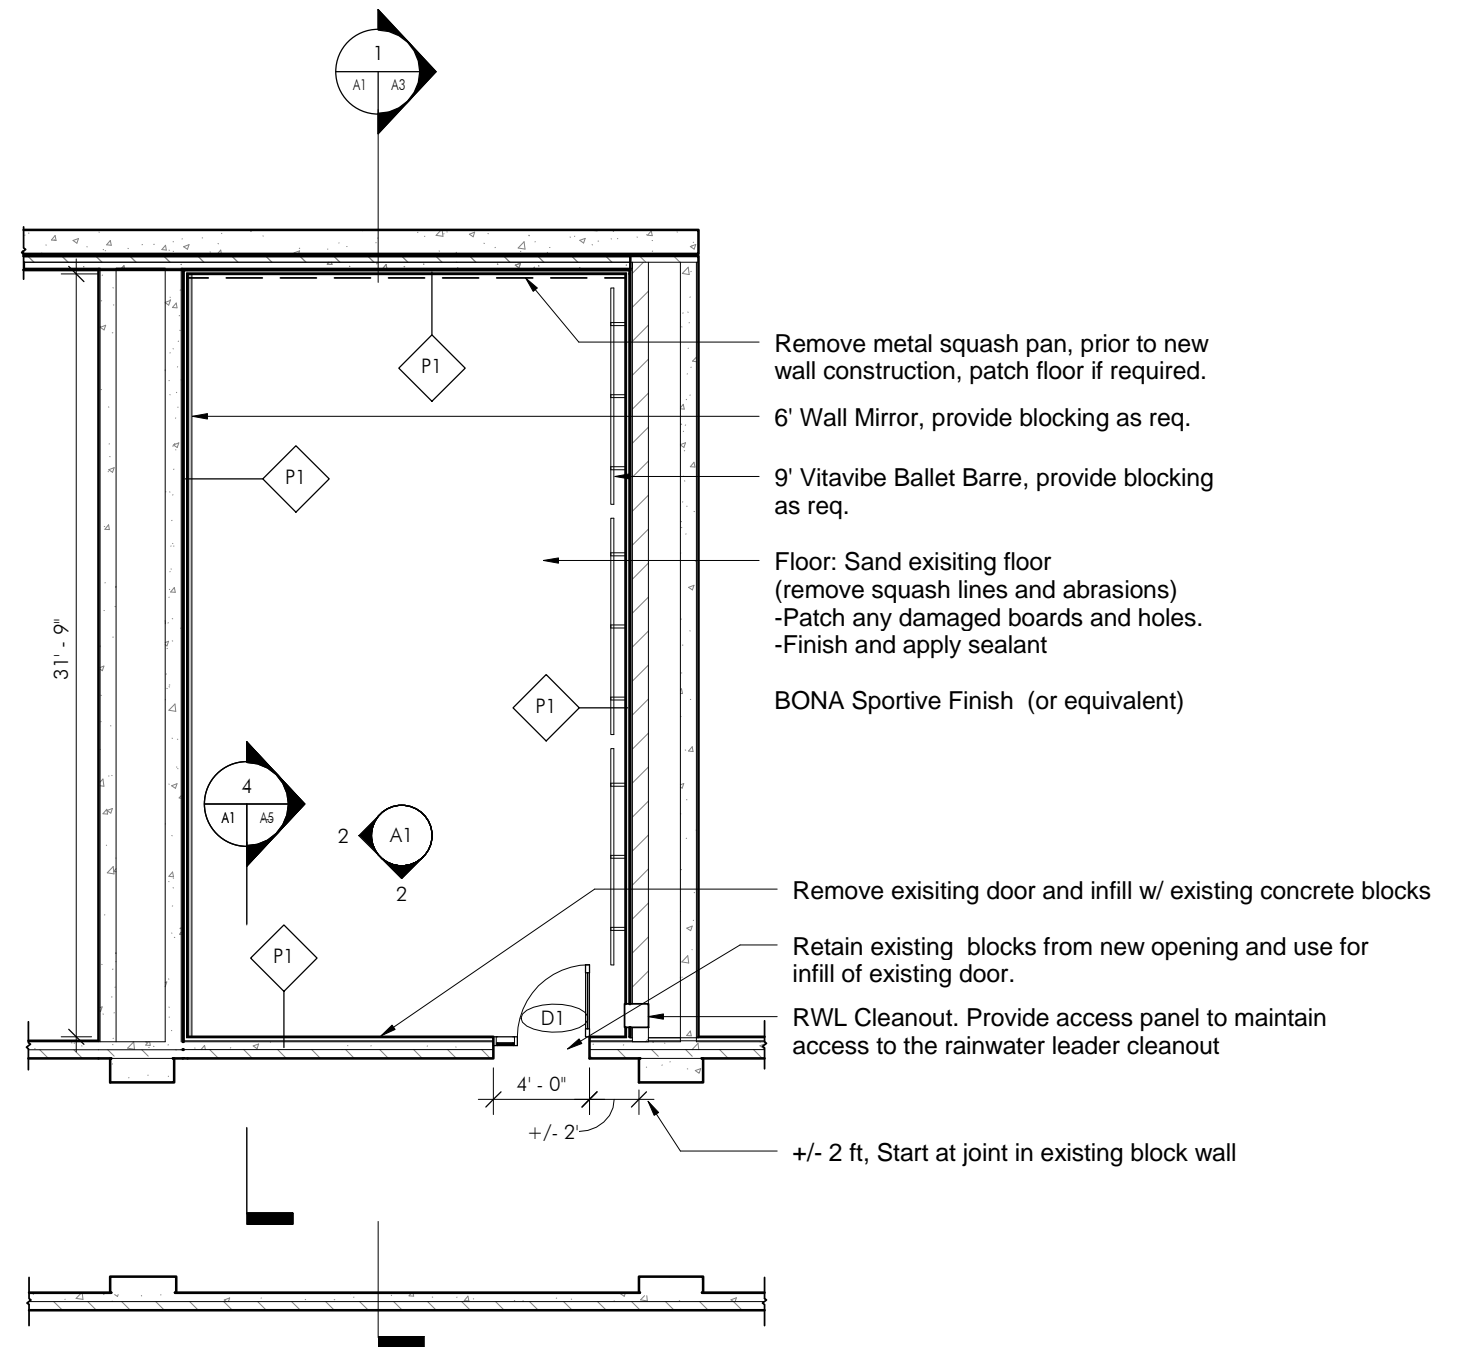 1
A1 A3
Remove metal squash pan, prior to new
wall construction, patch floor if required.
P1
6' Wall Mirror, provide blocking as req.
P1
9' Vitavibe Ballet Barre, provide blocking
as req.
Floor: Sand exisiting floor
(remove squash lines and abrasions)
-Patch any damaged boards and holes.
-Finish and apply sealant
31' - 9"
P1
BONA Sportive Finish (or equivalent)
4
A1 A5
2 A1
2
Remove exisiting door and infill w/ existing concrete blocks
P1
Retain existing blocks from new opening and use for
infill of existing door.
D1
RWL Cleanout. Provide access panel to maintain
access to the rainwater leader cleanout
4' - 0"
+/- 2'
+/- 2 ft, Start at joint in existing block wall